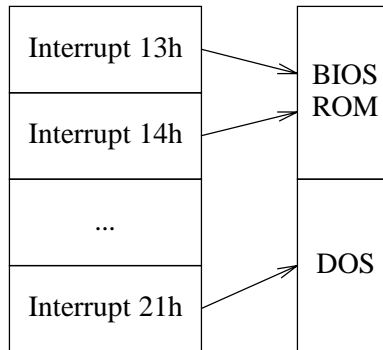 Interrupt 13h
Interrupt 14h
...
Interrupt 21h
BIOS
ROM
DOS